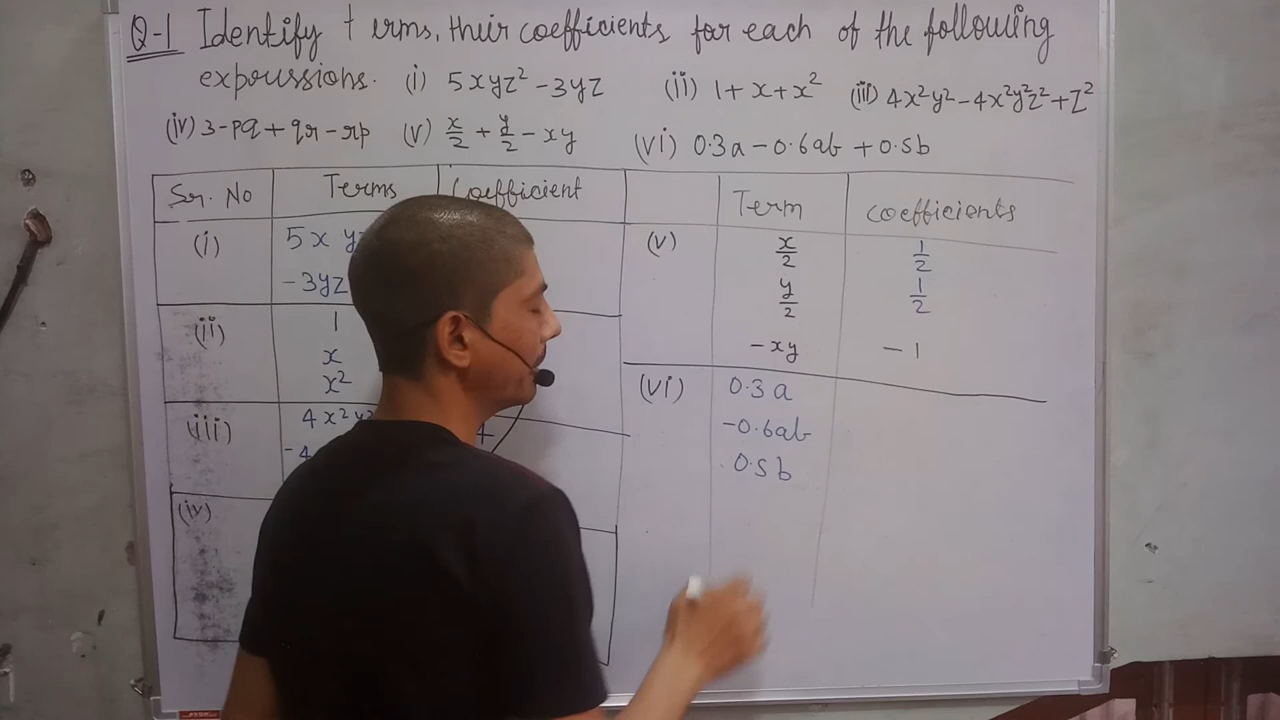 Q-1 Identify terms, their coefficients for each of the following
expoussions. (i) 5xyz² - 3yz (ii) 1 + x + x² (iii) 4x²y² - 4x²y²z² + z²
(iv) 3 - pq + qr - rp (v) x/2 + y/2 - xy (vi) 0.3a - 0.6ab + 0.5b
Sr. No Terms Coefficient
(i) 5x y
-3yz
(ii) 1
x
x²
(iii) 4x²y²
-4
(iv)
Term coefficients
(v) x/2 1/2
y/2 1/2
-xy -1
(vi) 0.3a
-0.6ab
0.5b